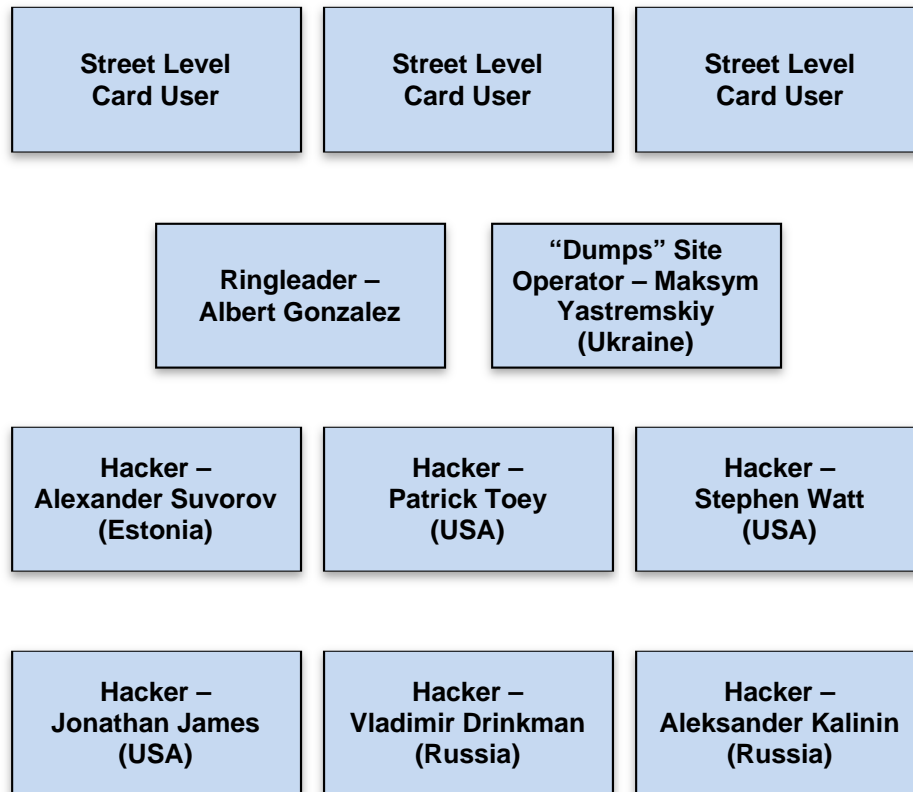 Street Level
Card User
Street Level
Card User
Street Level
Card User
Ringleader –
Albert Gonzalez
“Dumps” Site
Operator – Maksym
Yastremskiy
(Ukraine)
Hacker –
Alexander Suvorov
(Estonia)
Hacker –
Patrick Toey
(USA)
Hacker –
Stephen Watt
(USA)
Hacker –
Jonathan James
(USA)
Hacker –
Vladimir Drinkman
(Russia)
Hacker –
Aleksander Kalinin
(Russia)